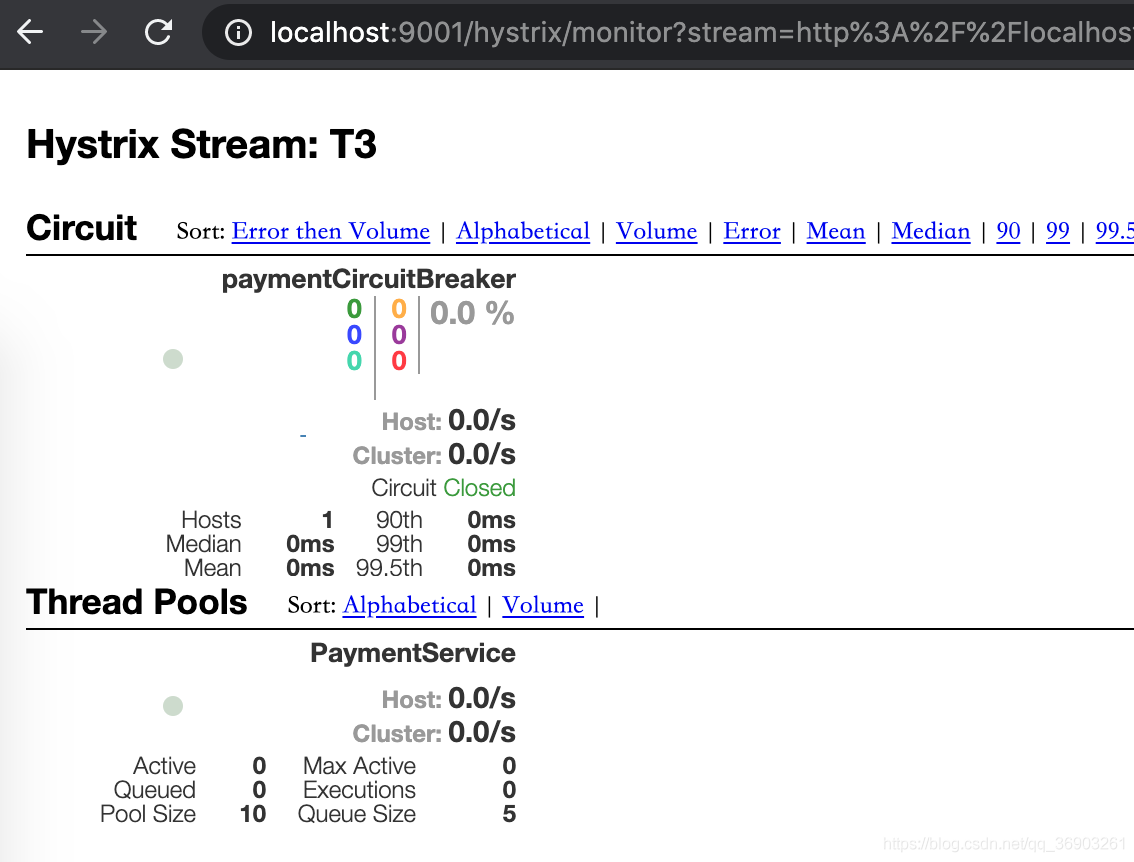 localhost:9001/hystrix/monitor?stream=http%3A%2F%2Flocalhos
Hystrix Stream: T3
Circuit Sort: Error then Volume | Alphabetical | Volume | Error | Mean | Median | 90 | 99 | 99.5
paymentCircuitBreaker
0 0 0.0 %
0 0
0 0
Host: 0.0/s
Cluster: 0.0/s
Circuit Closed
Hosts 1 90th 0ms
Median 0ms 99th 0ms
Mean 0ms 99.5th 0ms
Thread Pools Sort: Alphabetical | Volume |
PaymentService
Host: 0.0/s
Cluster: 0.0/s
Active 0 Max Active 0
Queued 0 Executions 0
Pool Size 10 Queue Size 5
https://blog.csdn.net/qq_36903261